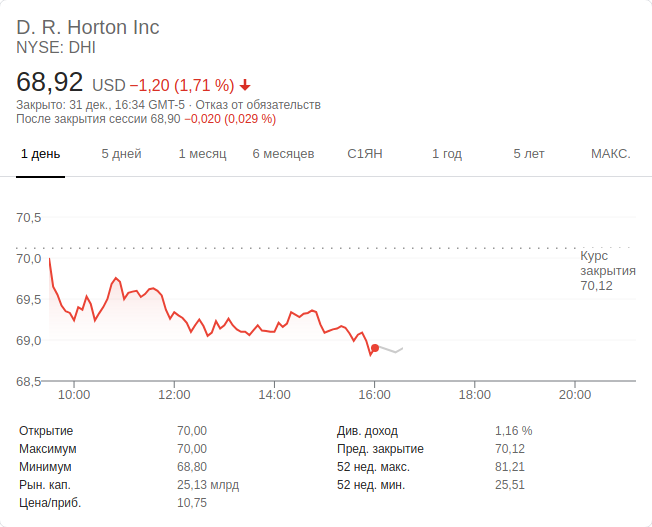 D. R. Horton Inc
NYSE: DHI
68,92 USD −1,20 (1,71 %)
Закрыто: 31 дек., 16:34 GMT-5 · Отказ от обязательств
После закрытия сессии 68,90 −0,020 (0,029 %)
1 день 5 дней 1 месяц 6 месяцев С1ЯН 1 год 5 лет МАКС.
70,5
70,0
69,5
69,0
68,5
Курс
закрытия
70,12
10:00 12:00 14:00 16:00 18:00 20:00
Открытие 70,00 Див. доход 1,16 %
Максимум 70,00 Пред. закрытие 70,12
Минимум 68,80 52 нед. макс. 81,21
Рын. кап. 25,13 млрд 52 нед. мин. 25,51
Цена/приб. 10,75